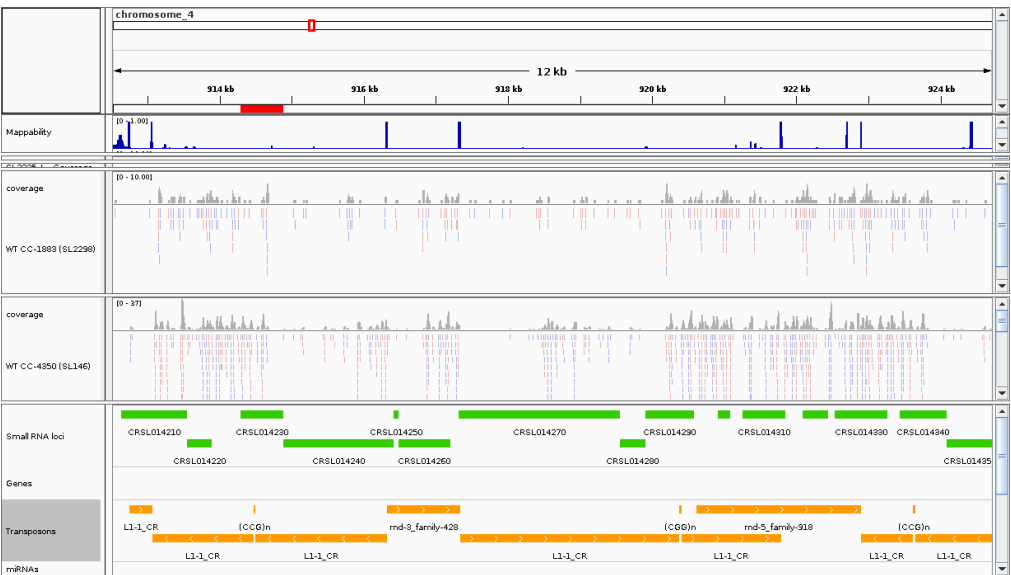 chromosome_4
12 kb
914 kb 916 kb 918 kb 920 kb 922 kb 924 kb
Mappability
[0 - 1.00]
coverage
[0 - 10.00]
WT CC-1883 (SL2298)
coverage
[0 - 37]
WT CC-4350 (SL146)
Small RNA loci
CRSL014210 CRSL014230 CRSL014250 CRSL014270 CRSL014290 CRSL014310 CRSL014330 CRSL014340
CRSL014220 CRSL014240 CRSL014260 CRSL014280 CRSL01435
Genes
Transposons
L1-1_CR (CCG)n rnd-3_family-428 (CGG)n rnd-5_family-918 (CCG)n
L1-1_CR L1-1_CR L1-1_CR L1-1_CR L1-1_CR L1-1_CR
miRNAs